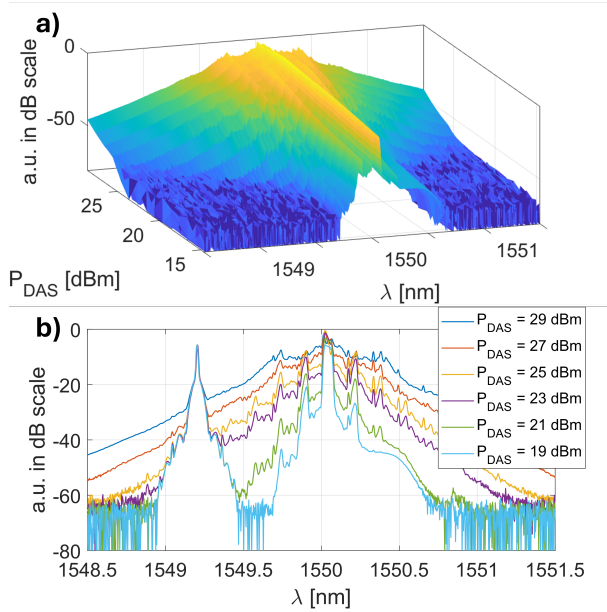 a)
a.u. in dB scale
0
-50
25
20
15
P_DAS [dBm]
1549
1550
1551
λ [nm]
b)
a.u. in dB scale
0
-20
-40
-60
-80
1548.5
1549
1549.5
1550
1550.5
1551
1551.5
λ [nm]
P_DAS = 29 dBm
P_DAS = 27 dBm
P_DAS = 25 dBm
P_DAS = 23 dBm
P_DAS = 21 dBm
P_DAS = 19 dBm